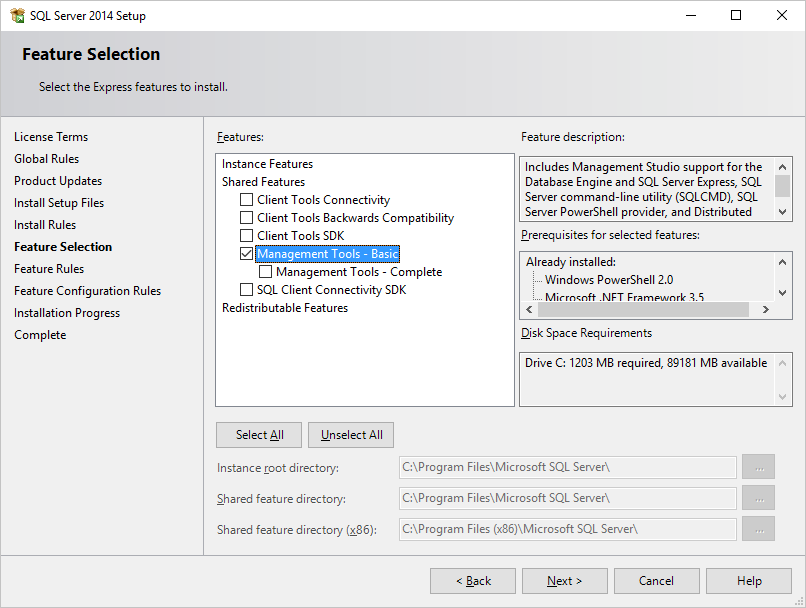 SQL Server 2014 Setup
Feature Selection
Select the Express features to install.
License Terms
Global Rules
Product Updates
Install Setup Files
Install Rules
Feature Selection
Feature Rules
Feature Configuration Rules
Installation Progress
Complete
Features:
Instance Features
Shared Features
Client Tools Connectivity
Client Tools Backwards Compatibility
Client Tools SDK
Management Tools - Basic
Management Tools - Complete
SQL Client Connectivity SDK
Redistributable Features
Feature description:
Includes Management Studio support for the
Database Engine and SQL Server Express, SQL
Server command-line utility (SQLCMD), SQL
Server PowerShell provider, and Distributed
Prerequisites for selected features:
Already installed:
Windows PowerShell 2.0
Microsoft .NET Framework 3.5
Disk Space Requirements
Drive C: 1203 MB required, 89181 MB available
Select All
Unselect All
Instance root directory:
C:\Program Files\Microsoft SQL Server\
...
Shared feature directory:
C:\Program Files\Microsoft SQL Server\
...
Shared feature directory (x86):
C:\Program Files (x86)\Microsoft SQL Server\
...
< Back
Next >
Cancel
Help